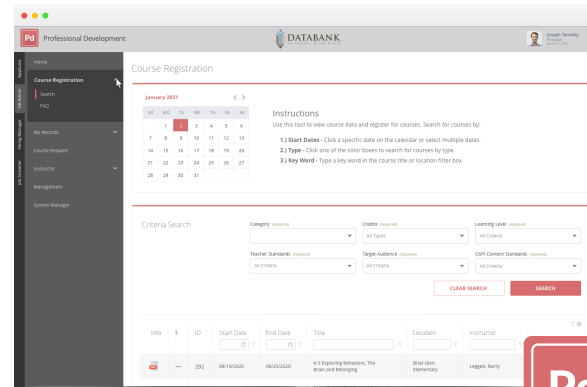 Pd Professional Development
DATABANK
SCHOOL DISTRICT
Joseph Tansloy
Principal
Applicant
HR Admin
Hiring Manager
Job Screener
Home
Course Registration
Search
FAQ
My Records
Course Request
Instructor
Management
System Manager
Course Registration
January 2021 < >
SU MO TU WE TH FR SA
1 2 3 4 5 6
7 8 9 10 11 12 13
14 15 16 17 18 19 20
21 22 23 24 25 26 27
28 29 30 31
Instructions
Use this tool to view course data and register for courses. Search for courses by:
1.) Start Dates - Click a specific date on the calendar or select multiple dates.
2.) Type - Click one of the color boxes to search for courses by type.
3.) Key Word - Type a key word in the course title or location filter box
Criteria Search
Category (required) Credits (required) Learning Level (required)
All Types All Criteria
Teacher Standards (required) Target Audience (required) OSPI Content Standards (required)
All Criteria All Criteria All Criteria
CLEAR SEARCH SEARCH
Info $ ID Start Date End Date Title Location Instructor
— 292 08/19/2020 08/20/2020 K-5 Exploring Behaviors, The Brain and Belonging Briar Glen Elementary Legged, Barry
Pd